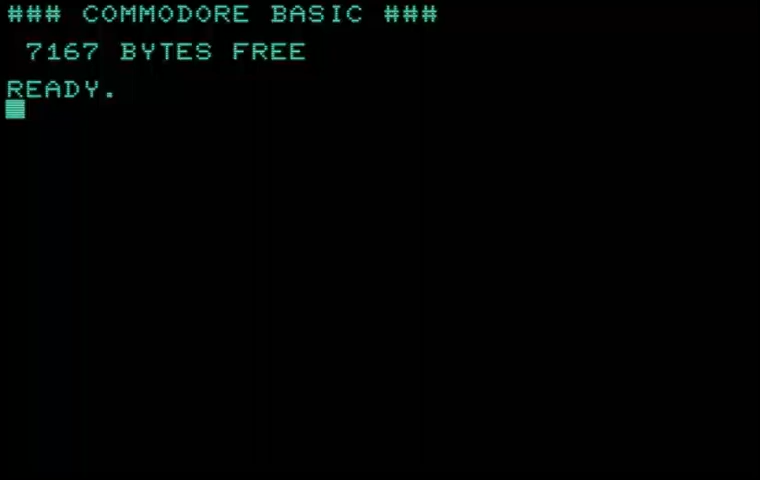 ### COMMODORE BASIC ###
7167 BYTES FREE
READY.